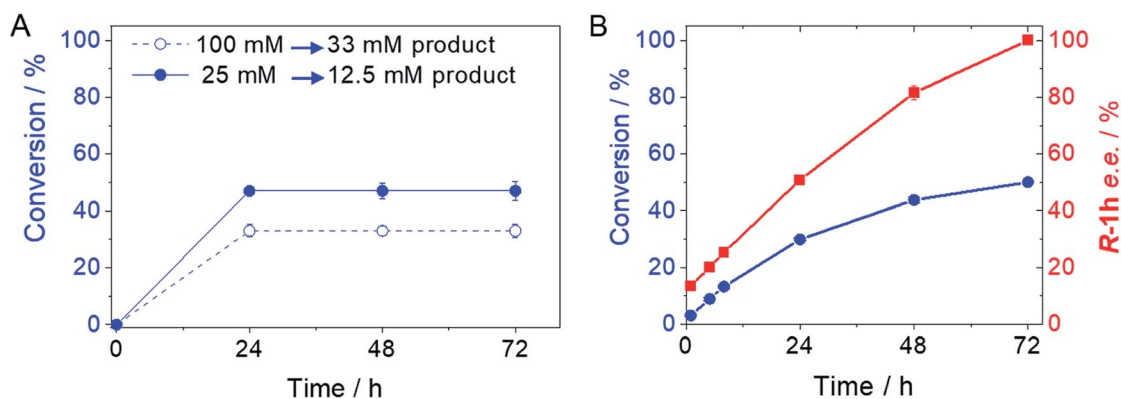 A
100 mM → 33 mM product
25 mM → 12.5 mM product
Conversion / %
100
80
60
40
20
0
0 24 48 72
Time / h
B
Conversion / %
100
80
60
40
20
0
0 24 48 72
Time / h
100
80
60
40
20
0
R-1h e.e. / %